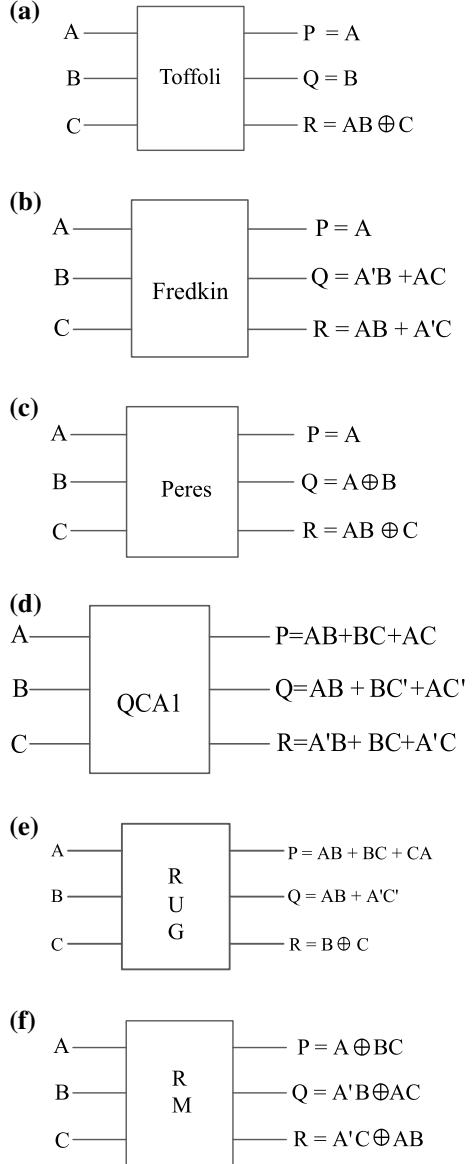 (a)
A P = A
B Toffoli Q = B
C R = AB ⊕ C
(b)
A P = A
B Fredkin Q = A'B +AC
C R = AB + A'C
(c)
A P = A
B Peres Q = A⊕B
C R = AB ⊕ C
(d)
A P=AB+BC+AC
B QCA1 Q=AB + BC'+AC'
C R=A'B+ BC+A'C
(e)
A P = AB + BC + CA
R
B U Q = AB + A'C'
G
C R = B ⊕ C
(f)
A P = A ⊕BC
R
B M Q = A'B⊕AC
C R = A'C⊕AB